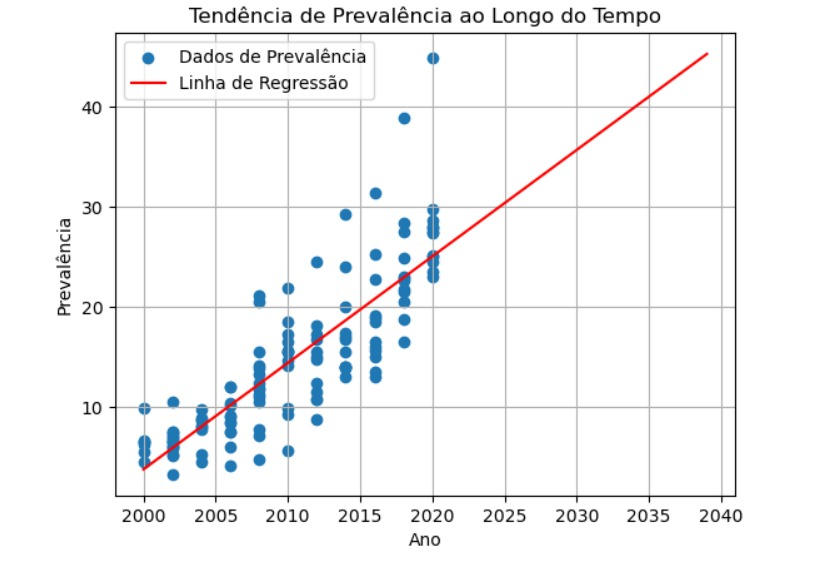 Tendência de Prevalência ao Longo do Tempo
Dados de Prevalência
Linha de Regressão
Prevalência
40
30
20
10
2000 2005 2010 2015 2020 2025 2030 2035 2040
Ano